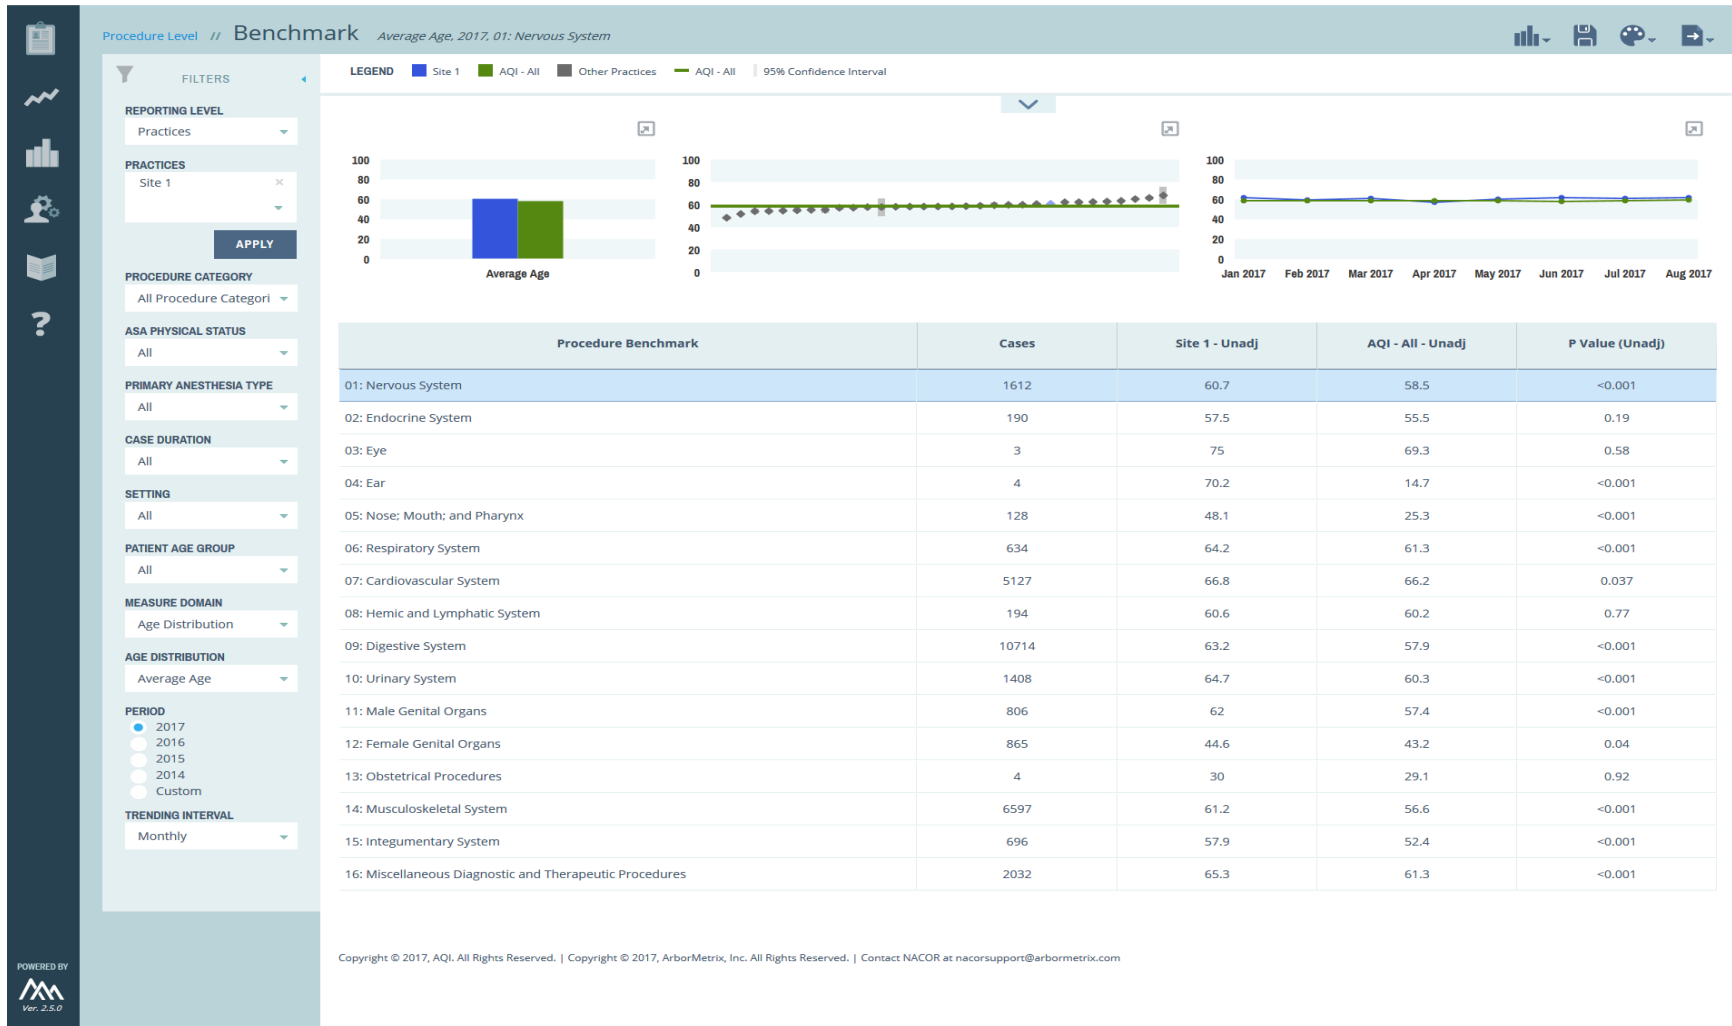 Procedure Level // Benchmark Average Age, 2017, 01: Nervous System
FILTERS
REPORTING LEVEL
Practices
PRACTICES
Site 1 ×
APPLY
PROCEDURE CATEGORY
All Procedure Categori
ASA PHYSICAL STATUS
All
PRIMARY ANESTHESIA TYPE
All
CASE DURATION
All
SETTING
All
PATIENT AGE GROUP
All
MEASURE DOMAIN
Age Distribution
AGE DISTRIBUTION
Average Age
PERIOD
2017
2016
2015
2014
Custom
TRENDING INTERVAL
Monthly
?
POWERED BY
Ver. 2.5.0
LEGEND Site 1 AQI - All Other Practices AQI - All 95% Confidence Interval
100
80
60
40
20
0
Average Age
100
80
60
40
20
0
100
80
60
40
20
0
Jan 2017 Feb 2017 Mar 2017 Apr 2017 May 2017 Jun 2017 Jul 2017 Aug 2017
Procedure Benchmark Cases Site 1 - Unadj AQI - All - Unadj P Value (Unadj)
01: Nervous System 1612 60.7 58.5 <0.001
02: Endocrine System 190 57.5 55.5 0.19
03: Eye 3 75 69.3 0.58
04: Ear 4 70.2 14.7 <0.001
05: Nose; Mouth; and Pharynx 128 48.1 25.3 <0.001
06: Respiratory System 634 64.2 61.3 <0.001
07: Cardiovascular System 5127 66.8 66.2 0.037
08: Hemic and Lymphatic System 194 60.6 60.2 0.77
09: Digestive System 10714 63.2 57.9 <0.001
10: Urinary System 1408 64.7 60.3 <0.001
11: Male Genital Organs 806 62 57.4 <0.001
12: Female Genital Organs 865 44.6 43.2 0.04
13: Obstetrical Procedures 4 30 29.1 0.92
14: Musculoskeletal System 6597 61.2 56.6 <0.001
15: Integumentary System 696 57.9 52.4 <0.001
16: Miscellaneous Diagnostic and Therapeutic Procedures 2032 65.3 61.3 <0.001
Copyright © 2017, AQI. All Rights Reserved. | Copyright © 2017, ArborMetrix, Inc. All Rights Reserved. | Contact NACOR at nacorsupport@arbormetrix.com